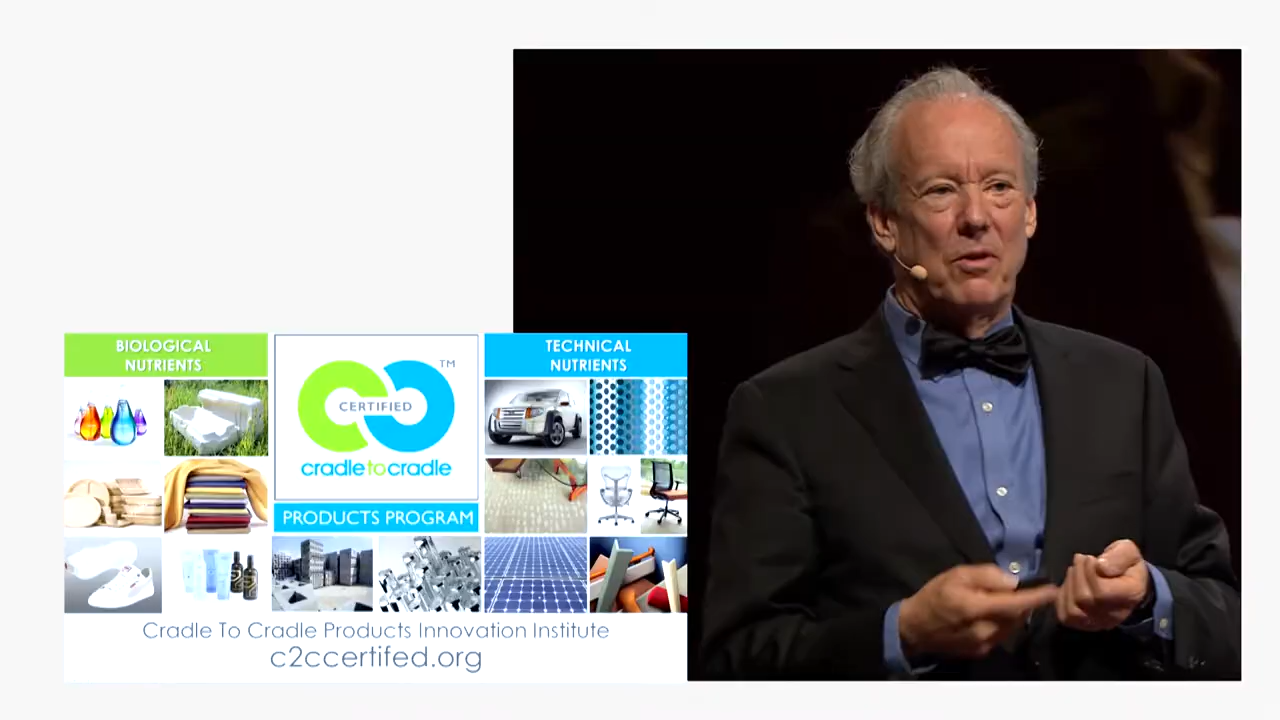 BIOLOGICAL
NUTRIENTS
TM
CERTIFIED
cradletocradle
PRODUCTS PROGRAM
TECHNICAL
NUTRIENTS
Cradle To Cradle Products Innovation Institute
c2ccertifed.org